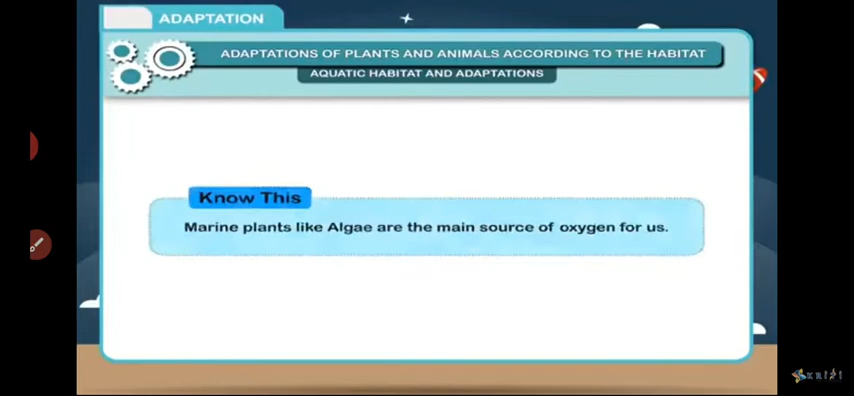 ADAPTATION
ADAPTATIONS OF PLANTS AND ANIMALS ACCORDING TO THE HABITAT
AQUATIC HABITAT AND ADAPTATIONS
Know This
Marine plants like Algae are the main source of oxygen for us.